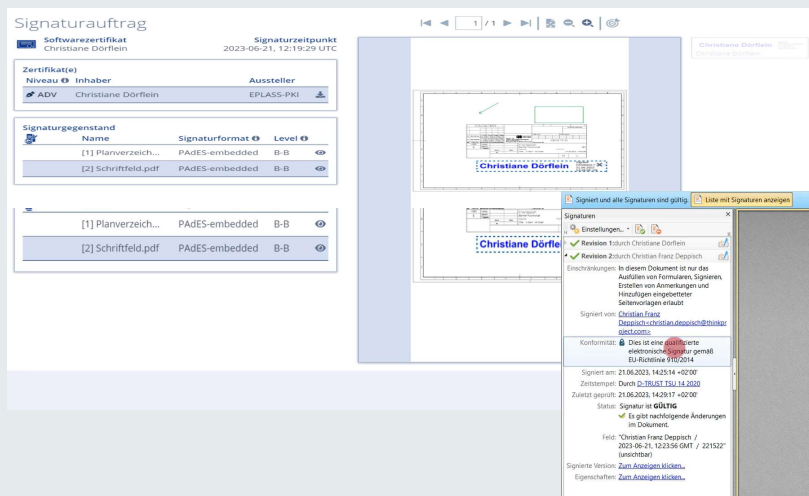 Signaturauftrag
Softwarezertifikat
Christiane Dörflein
Signaturzeitpunkt
2023-06-21, 12:19:29 UTC
Zertifikat(e)
Niveau Inhaber Aussteller
ADV Christiane Dörflein EPLASS-PKI
Signaturgegenstand
Name Signaturformat Level
[1] Planverzeich... PAdES-embedded B-B
[2] Schriftfeld.pdf PAdES-embedded B-B
[1] Planverzeich... PAdES-embedded B-B
[2] Schriftfeld.pdf PAdES-embedded B-B
1 / 1
Christiane Dörflein
Christiane Dörfle
Christiane Dörflein
Christiane Dörflein
Signiert und alle Signaturen sind gültig.
Liste mit Signaturen anzeigen
Signaturen
Einstellungen...
Revision 1: durch Christiane Dörflein
Revision 2: durch Christian Franz Deppisch
Einschränkungen: In diesem Dokument ist nur das
Ausfüllen von Formularen, Signieren,
Erstellen von Anmerkungen und
Hinzufügen eingebetteter
Seitenvorlagen erlaubt
Signiert von: Christian Franz
Deppisch<christian.deppisch@thinkpr
oject.com>
Konformität: Dies ist eine qualifizierte
elektronische Signatur gemäß
EU-Richtlinie 910/2014
Signiert am: 21.06.2023, 14:25:14 +02'00'
Zeitstempel: Durch D-TRUST TSU 14 2020
Zuletzt geprüft: 21.06.2023, 14:29:17 +02'00'
Status: Signatur ist GÜLTIG
Es gibt nachfolgende Änderungen
im Dokument.
Feld: "Christian Franz Deppisch /
2023-06-21, 12:23:56 GMT / 221522"
(unsichtbar)
Signierte Version: Zum Anzeigen klicken...
Eigenschaften: Zum Anzeigen klicken...